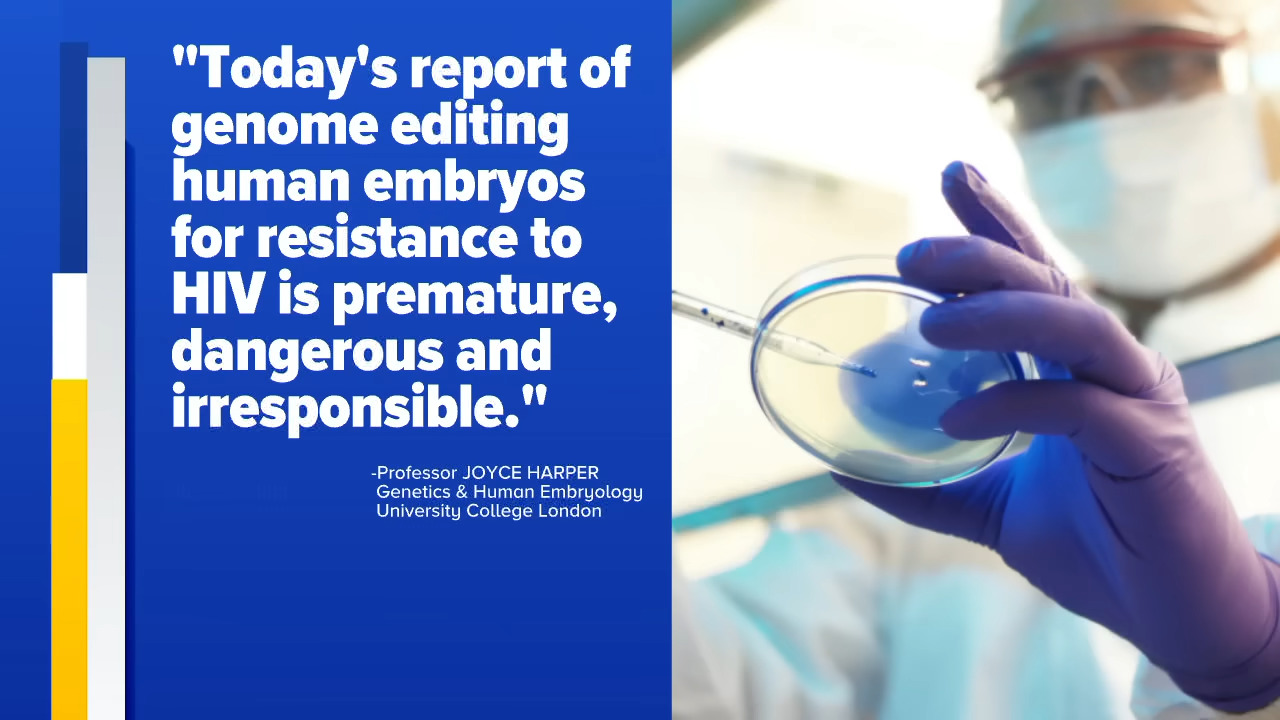 "Today's report of
genome editing
human embryos
for resistance to
HIV is premature,
dangerous and
irresponsible."
-Professor JOYCE HARPER
Genetics & Human Embryology
University College London